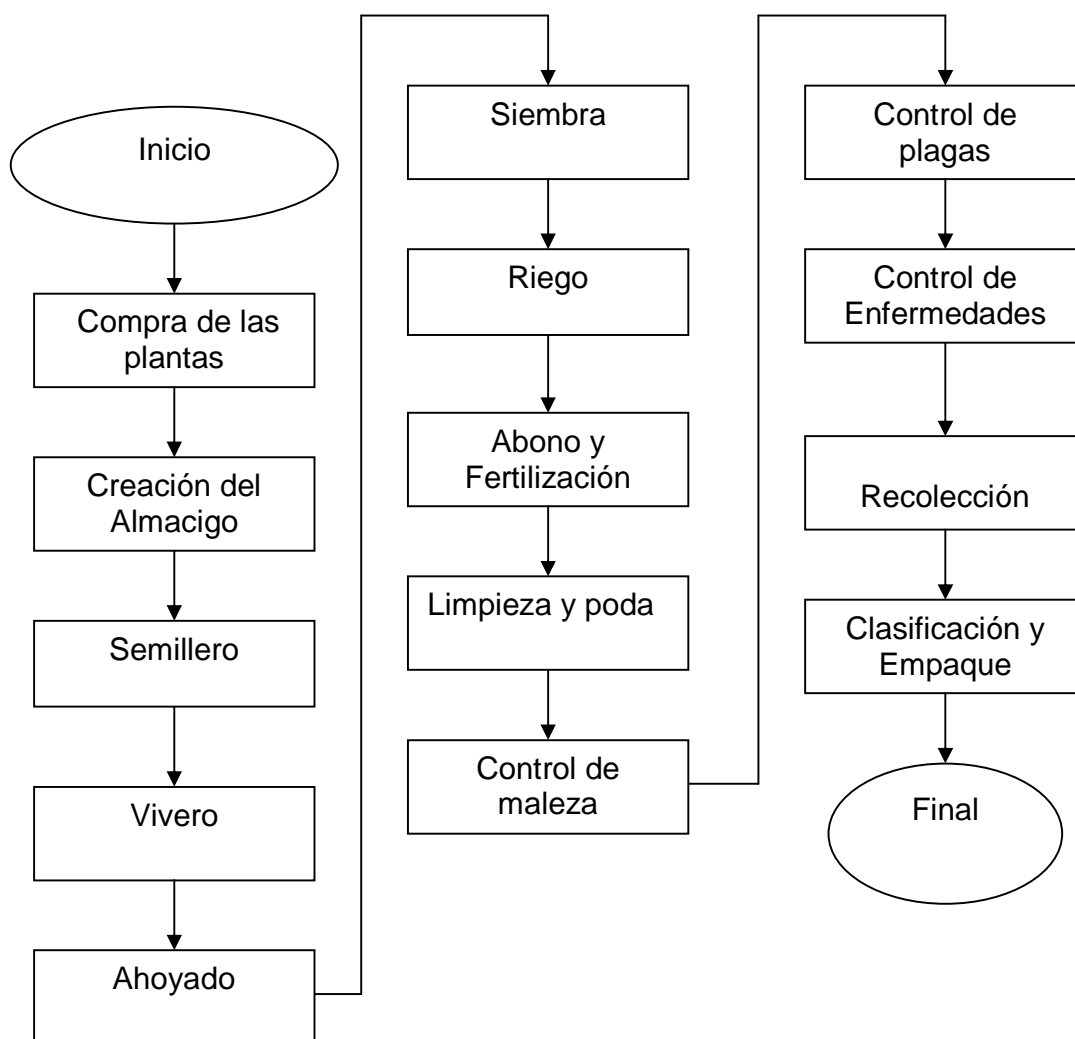 Inicio
Compra de las
plantas
Creación del
Almacigo
Semillero
Vivero
Ahoyado
Siembra
Riego
Abono y
Fertilización
Limpieza y poda
Control de
maleza
Control de
plagas
Control de
Enfermedades
Recolección
Clasificación y
Empaque
Final